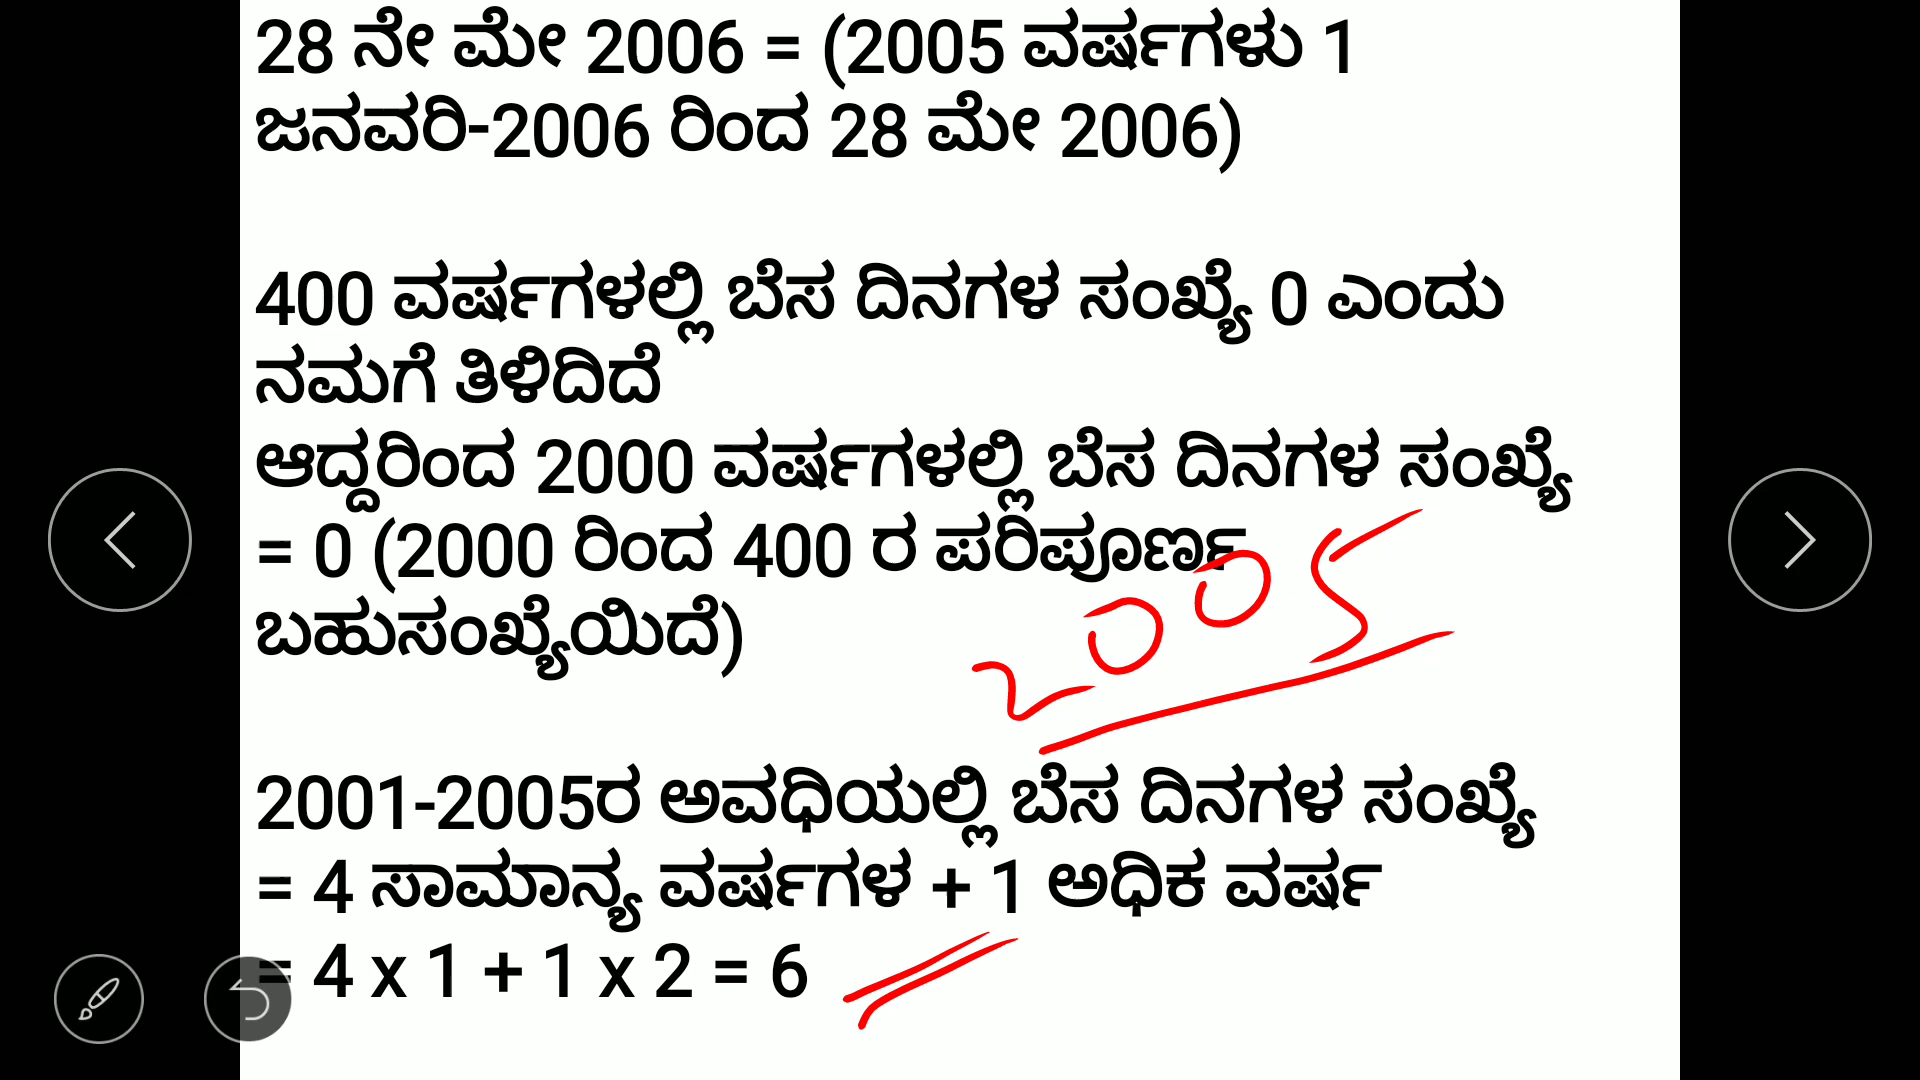 28 ನೇ ಮೇ 2006 = (2005 ವರ್ಷಗಳು 1
ಜನವರಿ-2006 ರಿಂದ 28 ಮೇ 2006)
400 ವರ್ಷಗಳಲ್ಲಿ ಬೆಸ ದಿನಗಳ ಸಂಖ್ಯೆ 0 ಎಂದು
ನಮಗೆ ತಿಳಿದಿದೆ
ಆದ್ದರಿಂದ 2000 ವರ್ಷಗಳಲ್ಲಿ ಬೆಸ ದಿನಗಳ ಸಂಖ್ಯೆ
= 0 (2000 ರಿಂದ 400 ರ ಪರಿಪೂರ್ಣ
ಬಹುಸಂಖ್ಯೆಯಿದೆ)
2005
2001-2005ರ ಅವಧಿಯಲ್ಲಿ ಬೆಸ ದಿನಗಳ ಸಂಖ್ಯೆ
= 4 ಸಾಮಾನ್ಯ ವರ್ಷಗಳ + 1 ಅಧಿಕ ವರ್ಷ
= 4 x 1 + 1 x 2 = 6